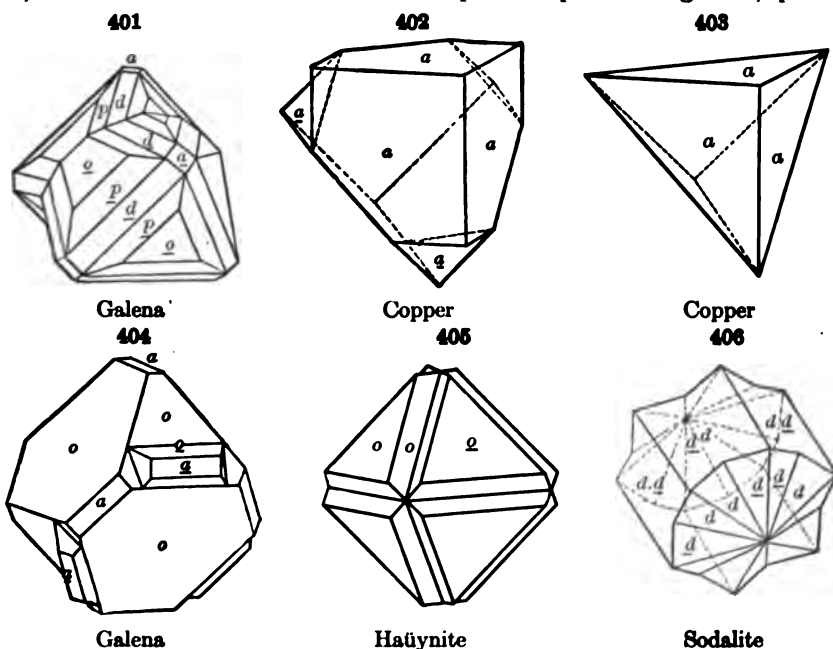 401 402 403
a
a a
p d
a
d
o a a a a a
p
d
p
o
a
Galena Copper Copper
404 405 406
a
o
o o o o
a
a
o
d d
d d
d d d d
d d d
d
a
Galena Haüynite Sodalite